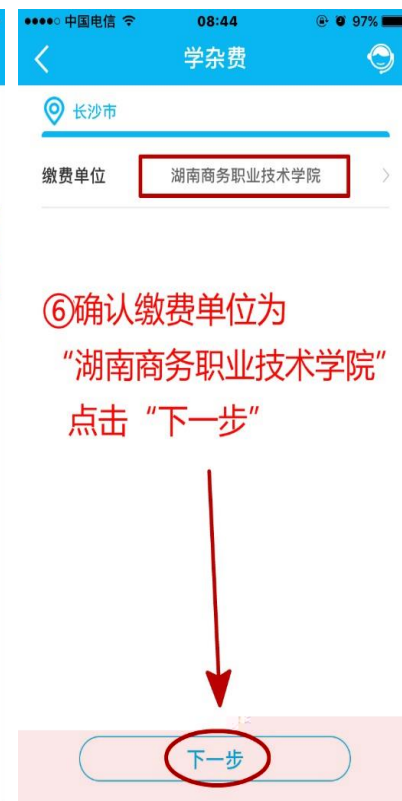 中国电信 08:44 97%
学杂费
长沙市
缴费单位 湖南商务职业技术学院
⑥确认缴费单位为
“湖南商务职业技术学院”
点击“下一步”
下一步